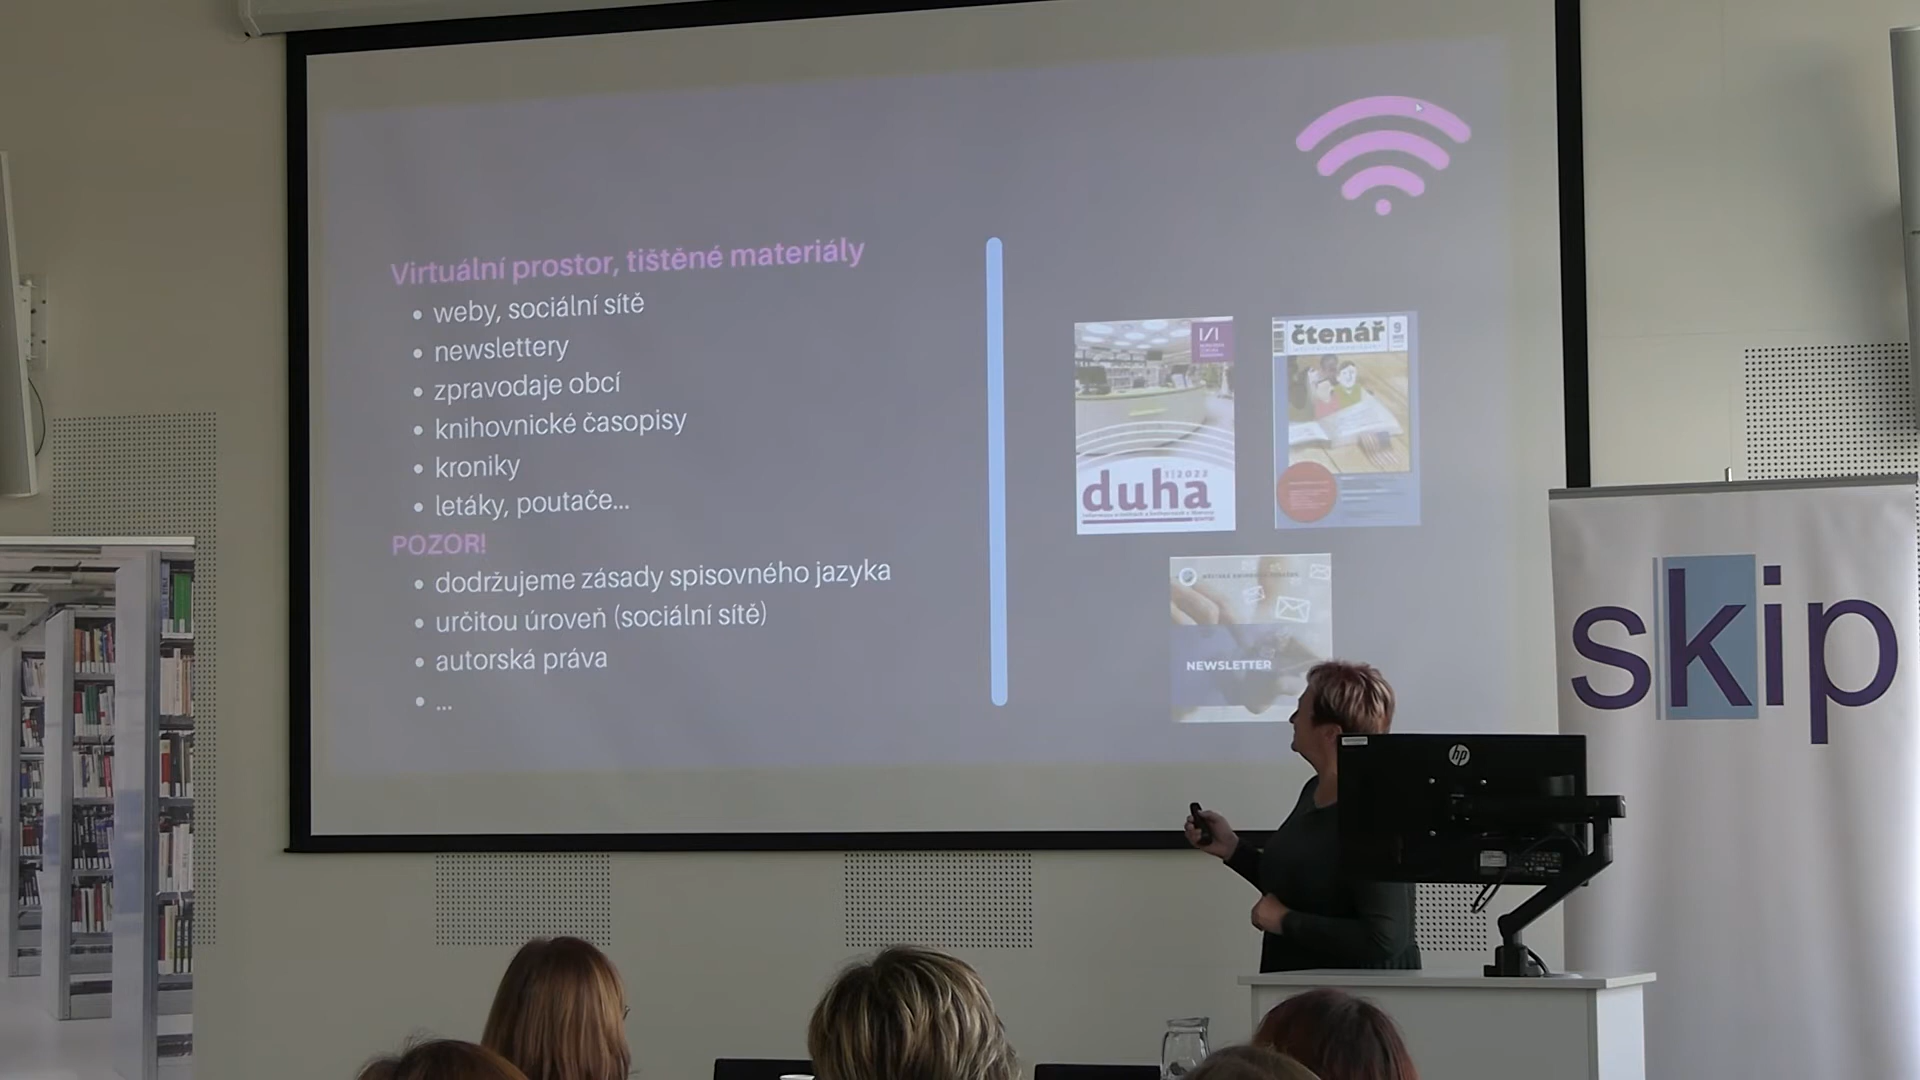 Virtuální prostor, tištěné materiály
weby, sociální sítě
newslettery
zpravodaje obcí
knihovnické časopisy
kroniky
letáky, poutače...
POZOR!
dodržujeme zásady spisovného jazyka
určitou úroveň (sociální sítě)
autorská práva
...
1|2022
duha
čtenář
9
NEWSLETTER
hp
skip